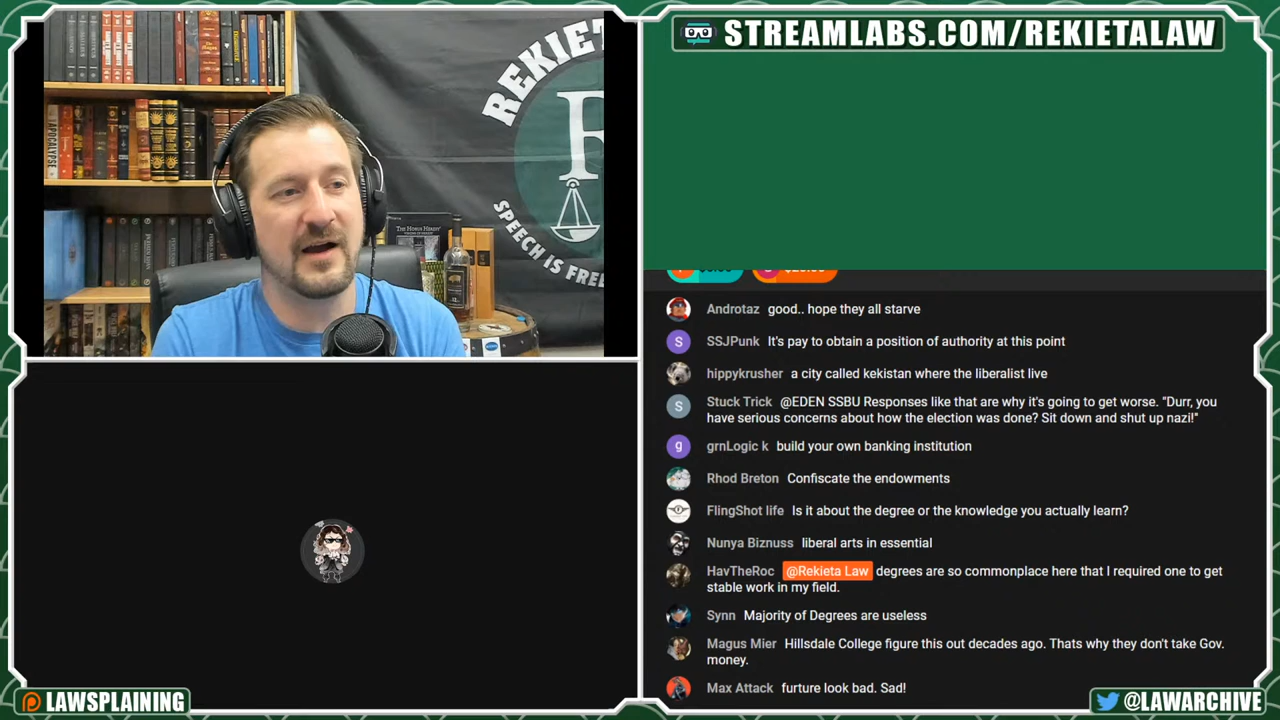 STREAMLABS.COM/REKIETALAW
REKIET
R
SPEECH IS FREE
APOCALYPSE
THE HORUS HERESY
Androtaz good.. hope they all starve
SSJPunk It's pay to obtain a position of authority at this point
hippykrusher a city called kekistan where the liberalist live
Stuck Trick @EDEN SSBU Responses like that are why it's going to get worse. "Durr, you
have serious concerns about how the election was done? Sit down and shut up nazi!"
grnLogic k build your own banking institution
Rhod Breton Confiscate the endowments
FlingShot life Is it about the degree or the knowledge you actually learn?
Nunya Biznuss liberal arts in essential
HavTheRoc @Rekieta Law degrees are so commonplace here that I required one to get
stable work in my field.
Synn Majority of Degrees are useless
Magus Mier Hillsdale College figure this out decades ago. Thats why they don't take Gov.
money.
Max Attack furture look bad. Sad!
LAWSPLAINING
@LAWARCHIVE